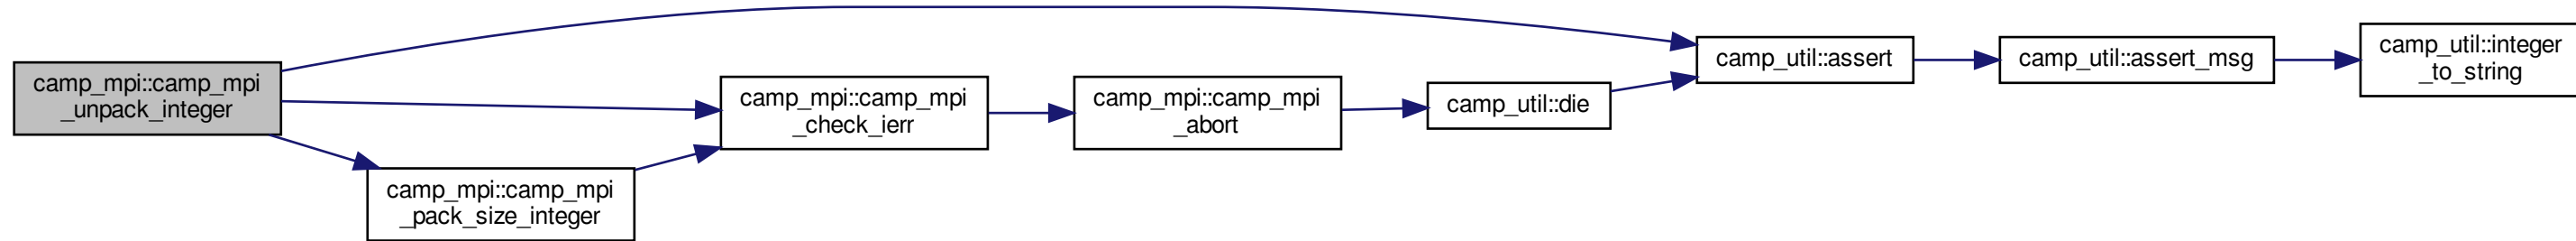 camp_mpi::camp_mpi
_unpack_integer
camp_mpi::camp_mpi
_pack_size_integer
camp_mpi::camp_mpi
_check_ierr
camp_mpi::camp_mpi
_abort
camp_util::die
camp_util::assert
camp_util::assert_msg
camp_util::integer
_to_string